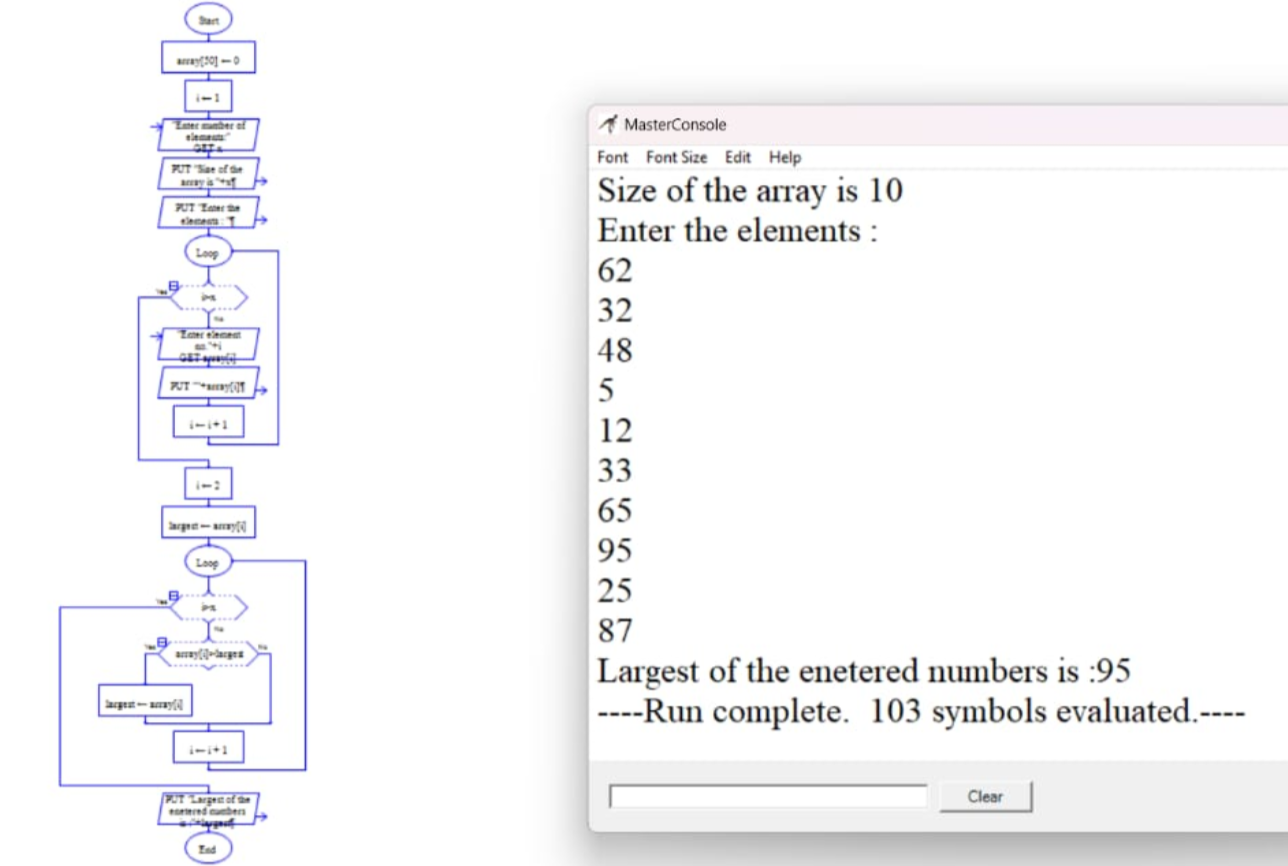 Start
array[50] ← 0
i ← 1
"Enter number of
elements:"
GET n
PUT "Size of the
array is "+n¶
PUT "Enter the
elements : "¶
Loop
Yes
i>n
No
"Enter element
no."+i
GET array[i]
PUT ""+array[i]¶
i ← i + 1
i ← 2
largest ← array[i]
Loop
Yes
i>n
No
Yes
array[i]>largest
No
largest ← array[i]
i ← i + 1
PUT "Largest of the
enetered numbers
is :"+largest¶
End
MasterConsole
Font Font Size Edit Help
Size of the array is 10
Enter the elements :
62
32
48
5
12
33
65
95
25
87
Largest of the enetered numbers is :95
----Run complete. 103 symbols evaluated.----
Clear